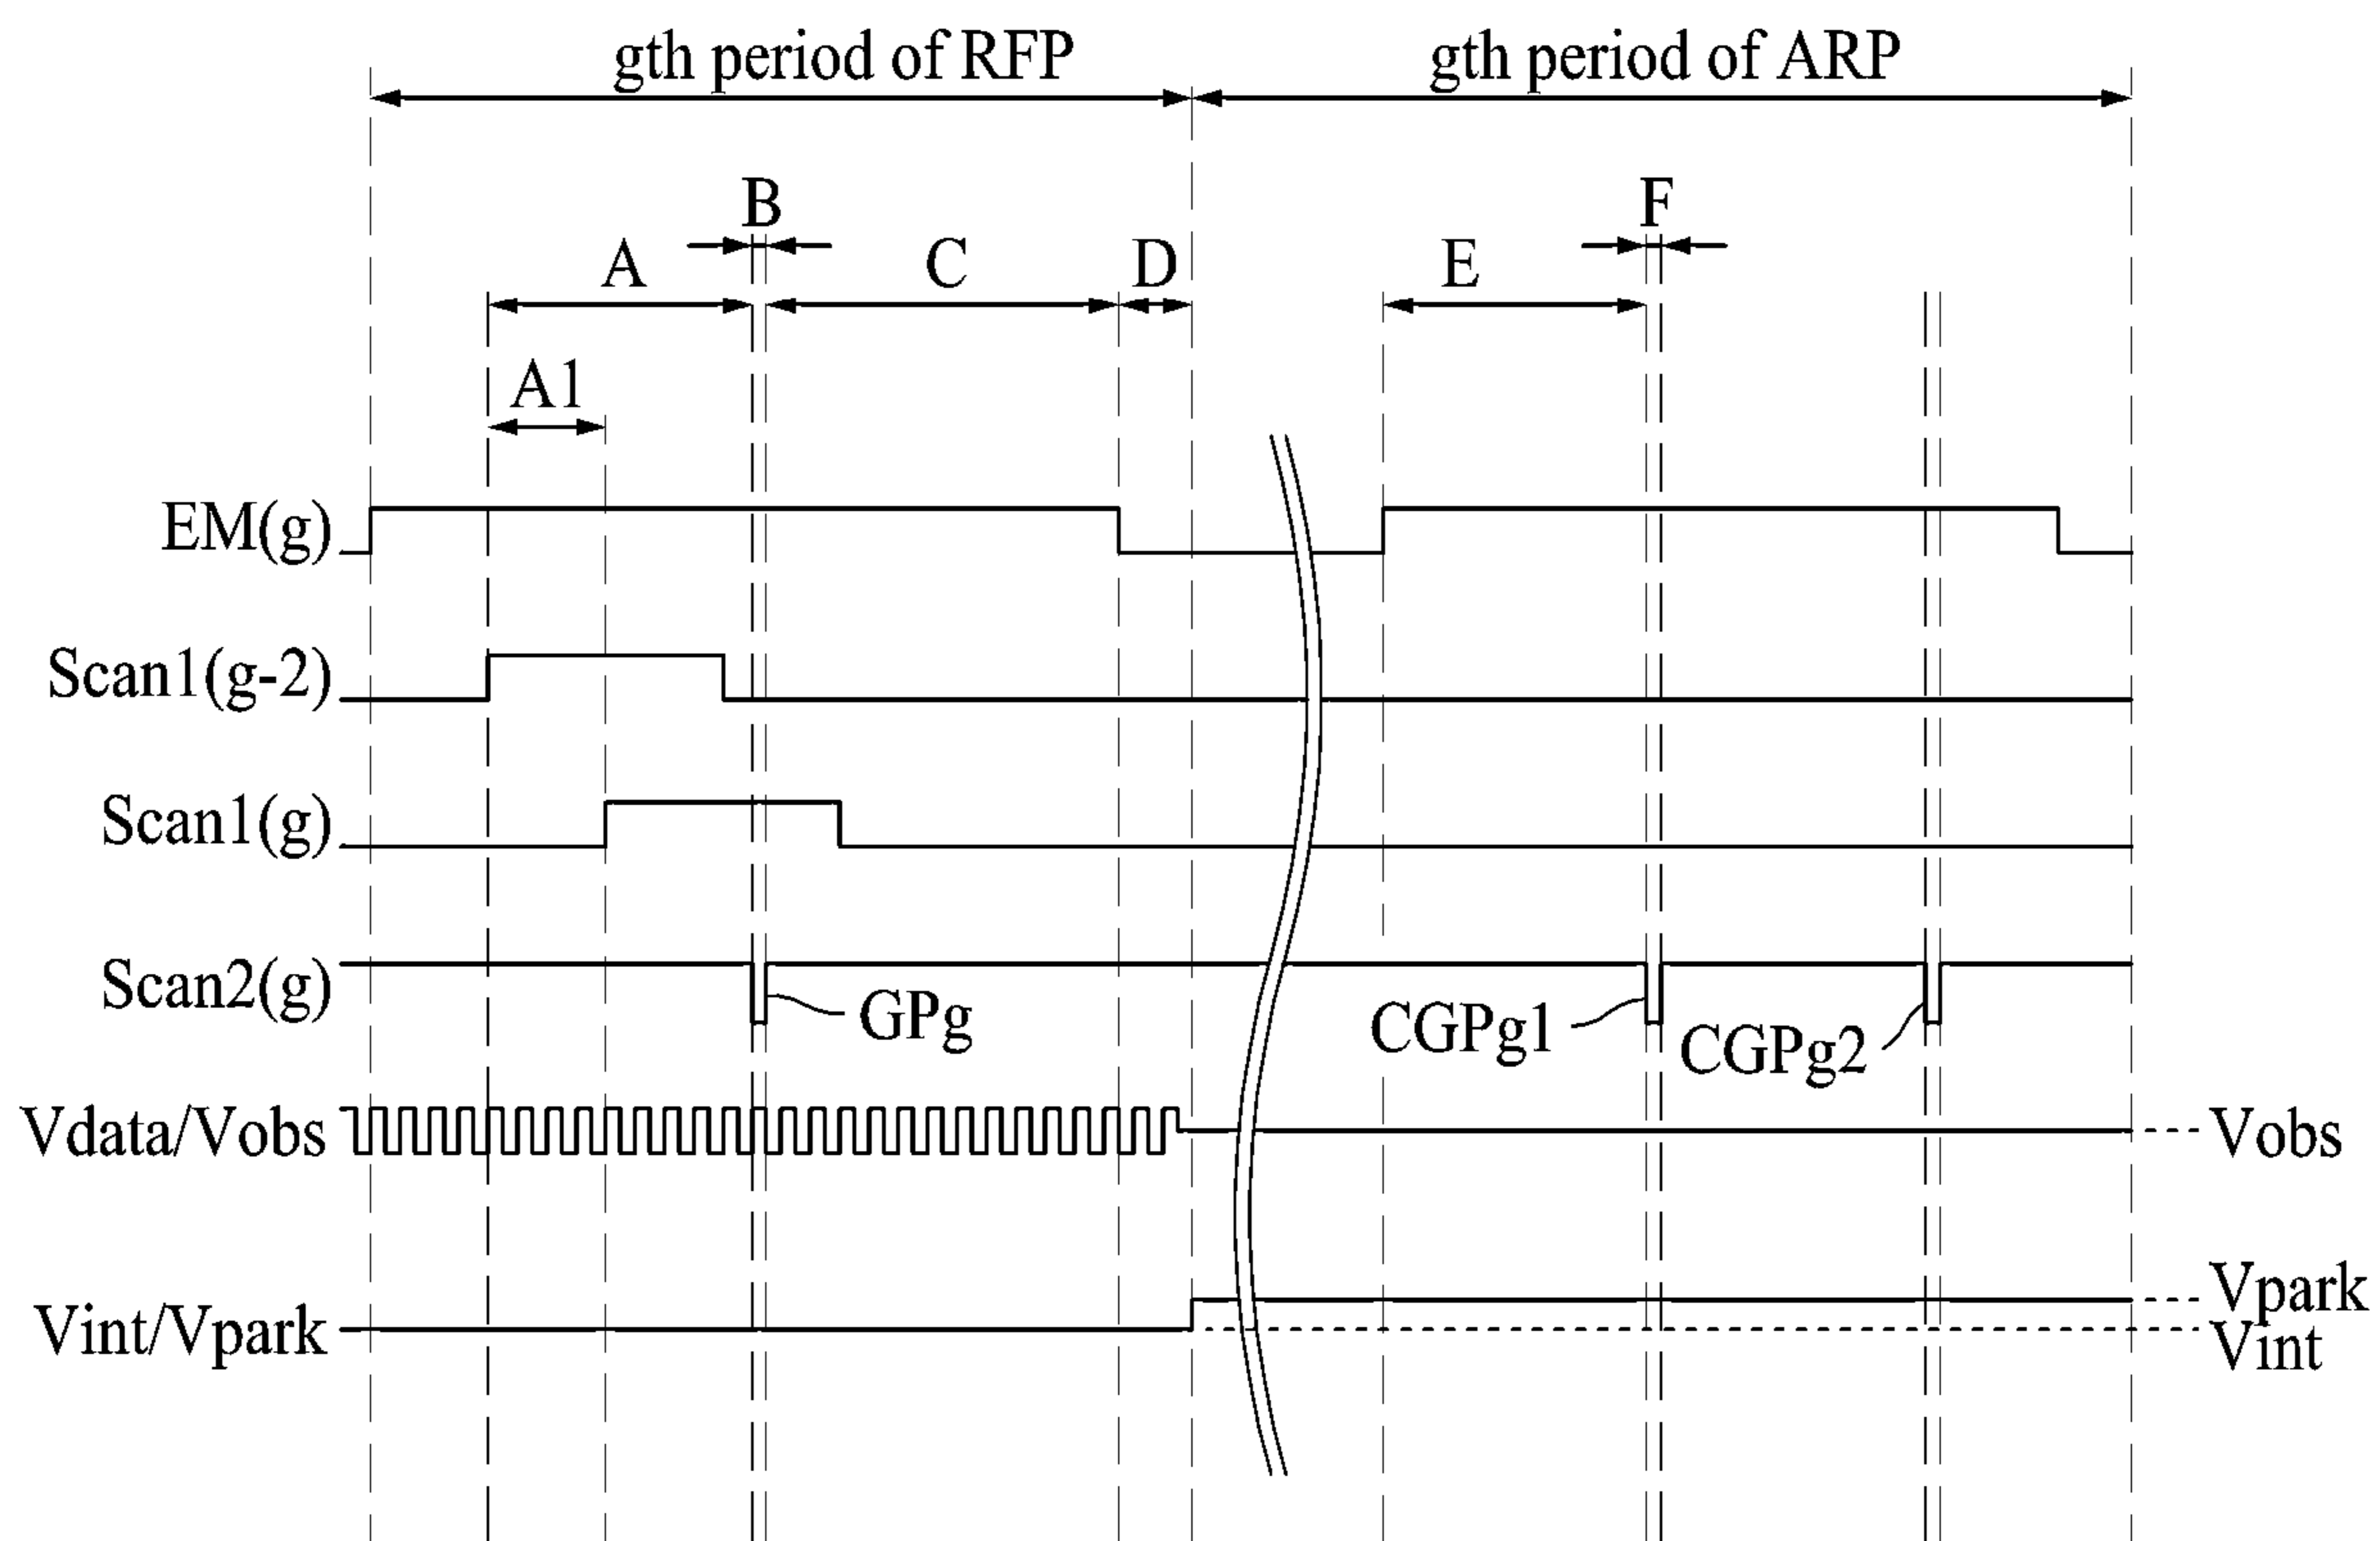 gth period of RFP
gth period of ARP
B
F
A
C
D
E
A1
EM(g)
Scan1(g-2)
Scan1(g)
Scan2(g)
GPg
CGPg1
CGPg2
Vdata/Vobs
Vobs
Vpark
Vint/Vpark
Vint